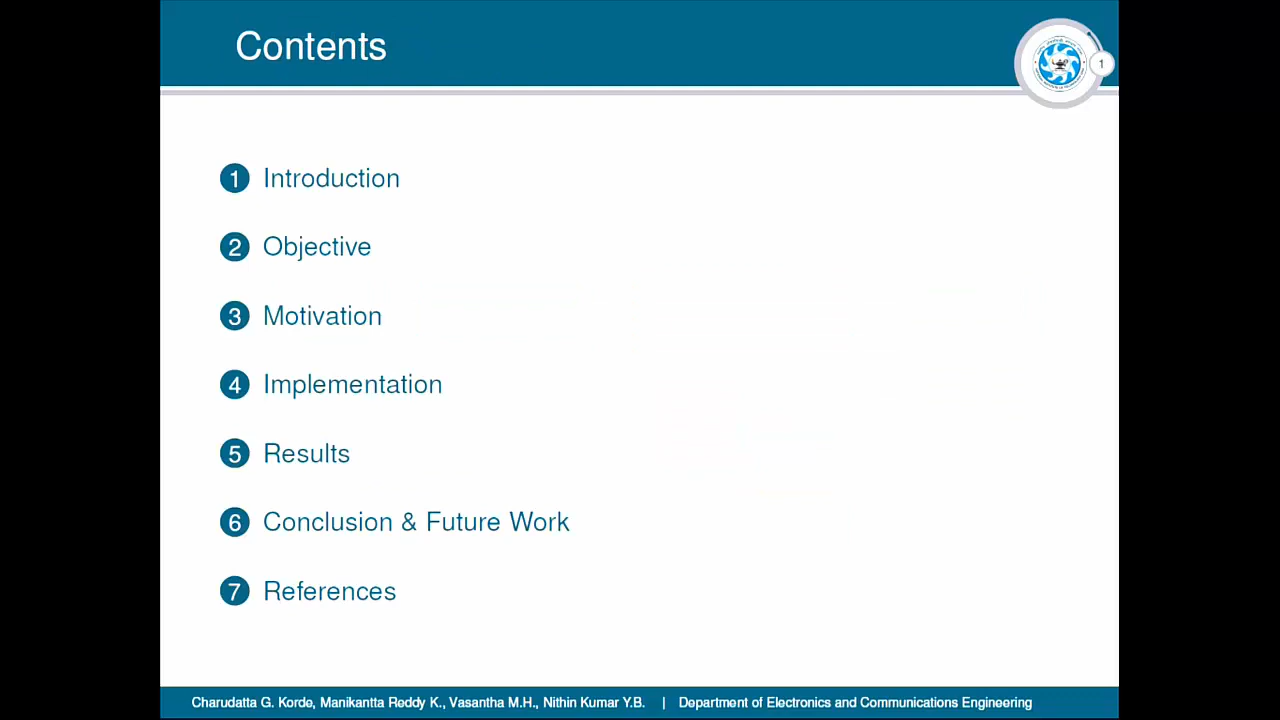 Contents
1
1 Introduction
2 Objective
3 Motivation
4 Implementation
5 Results
6 Conclusion & Future Work
7 References
Charudatta G. Korde, Manikantta Reddy K., Vasantha M.H., Nithin Kumar Y.B. | Department of Electronics and Communications Engineering